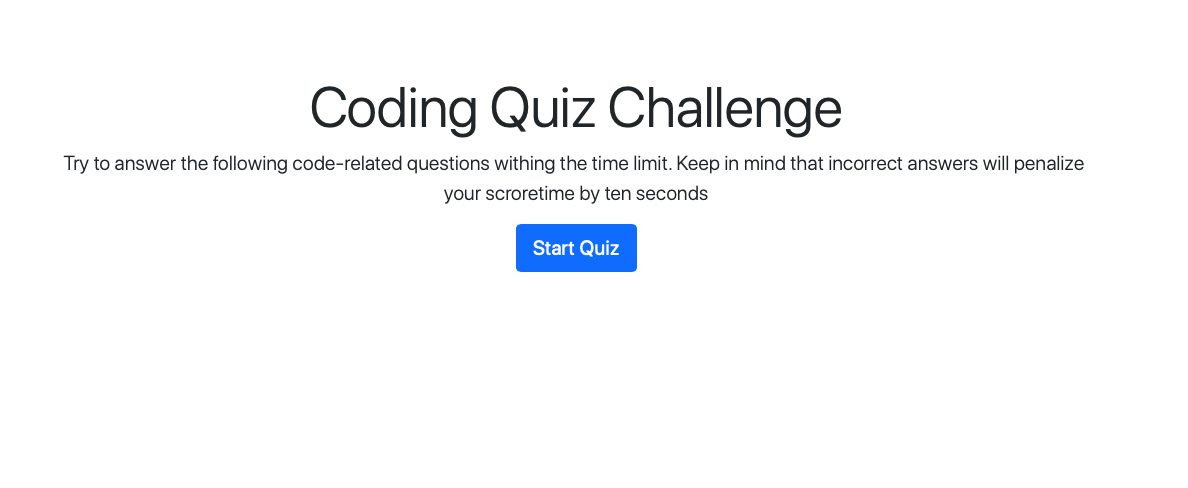 Coding Quiz Challenge
Try to answer the following code-related questions withing the time limit. Keep in mind that incorrect answers will penalize
your scroretime by ten seconds
Start Quiz